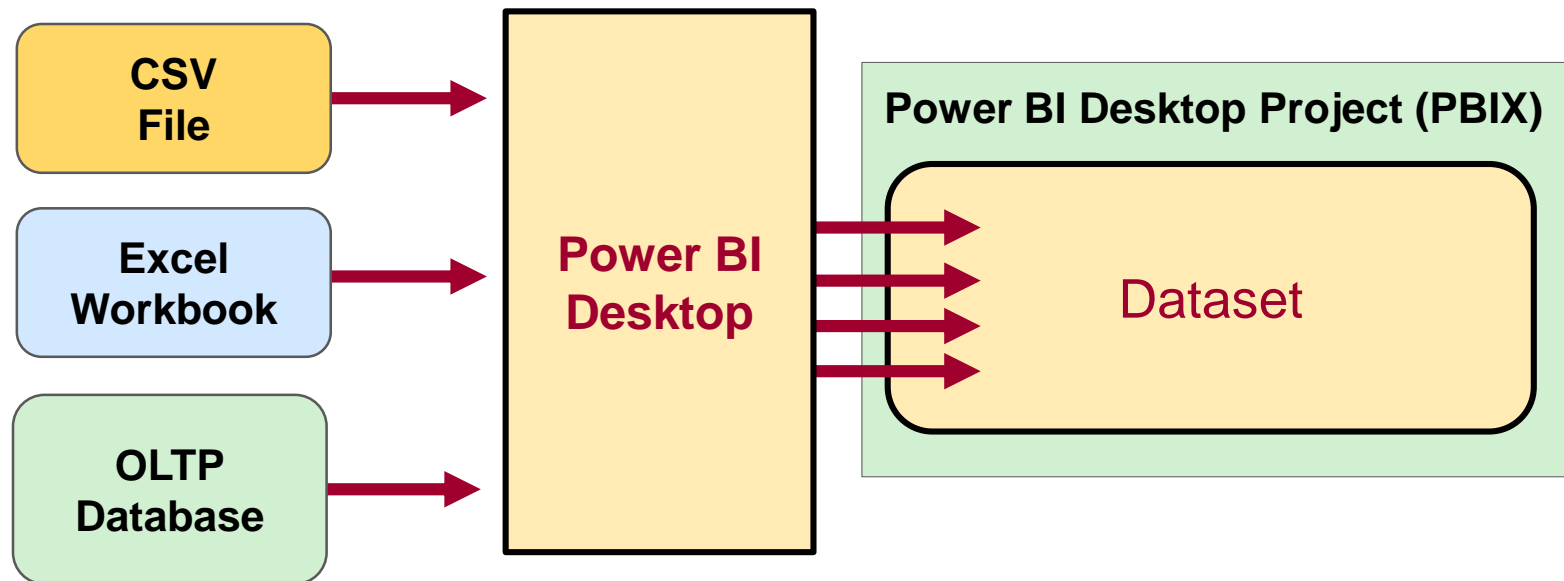 CSV
File
Excel
Workbook
OLTP
Database
Power BI
Desktop
Power BI Desktop Project (PBIX)
Dataset